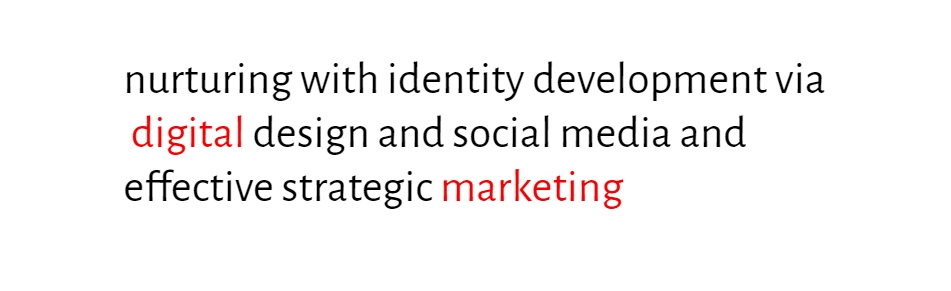 nurturing with identity development via
digital design and social media and
effective strategic marketing